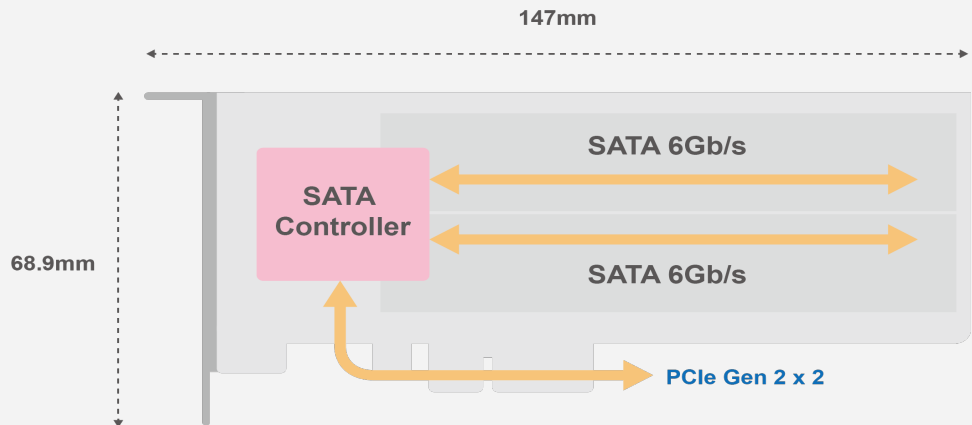 147mm
SATA 6Gb/s
SATA
Controller
68.9mm
SATA 6Gb/s
PCIe Gen 2 x 2